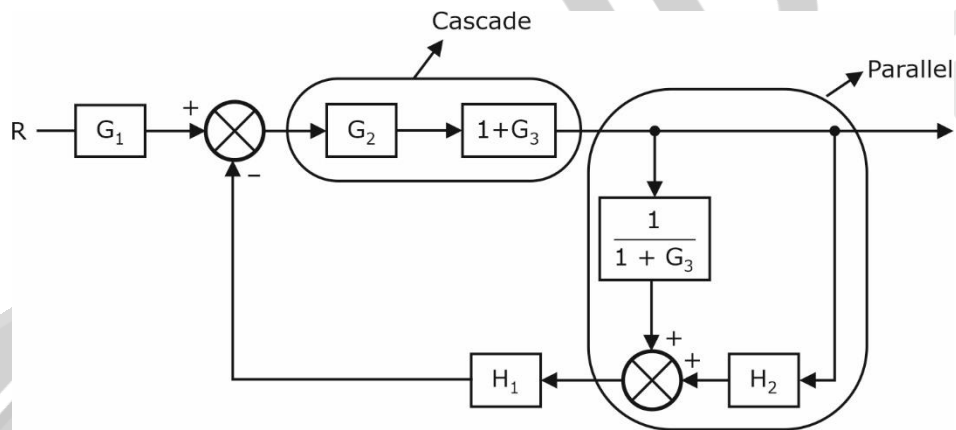 Cascade
Parallel
R
G₁
+
G₂
1+G₃
−
1
1 + G₃
+
+
H₁
H₂